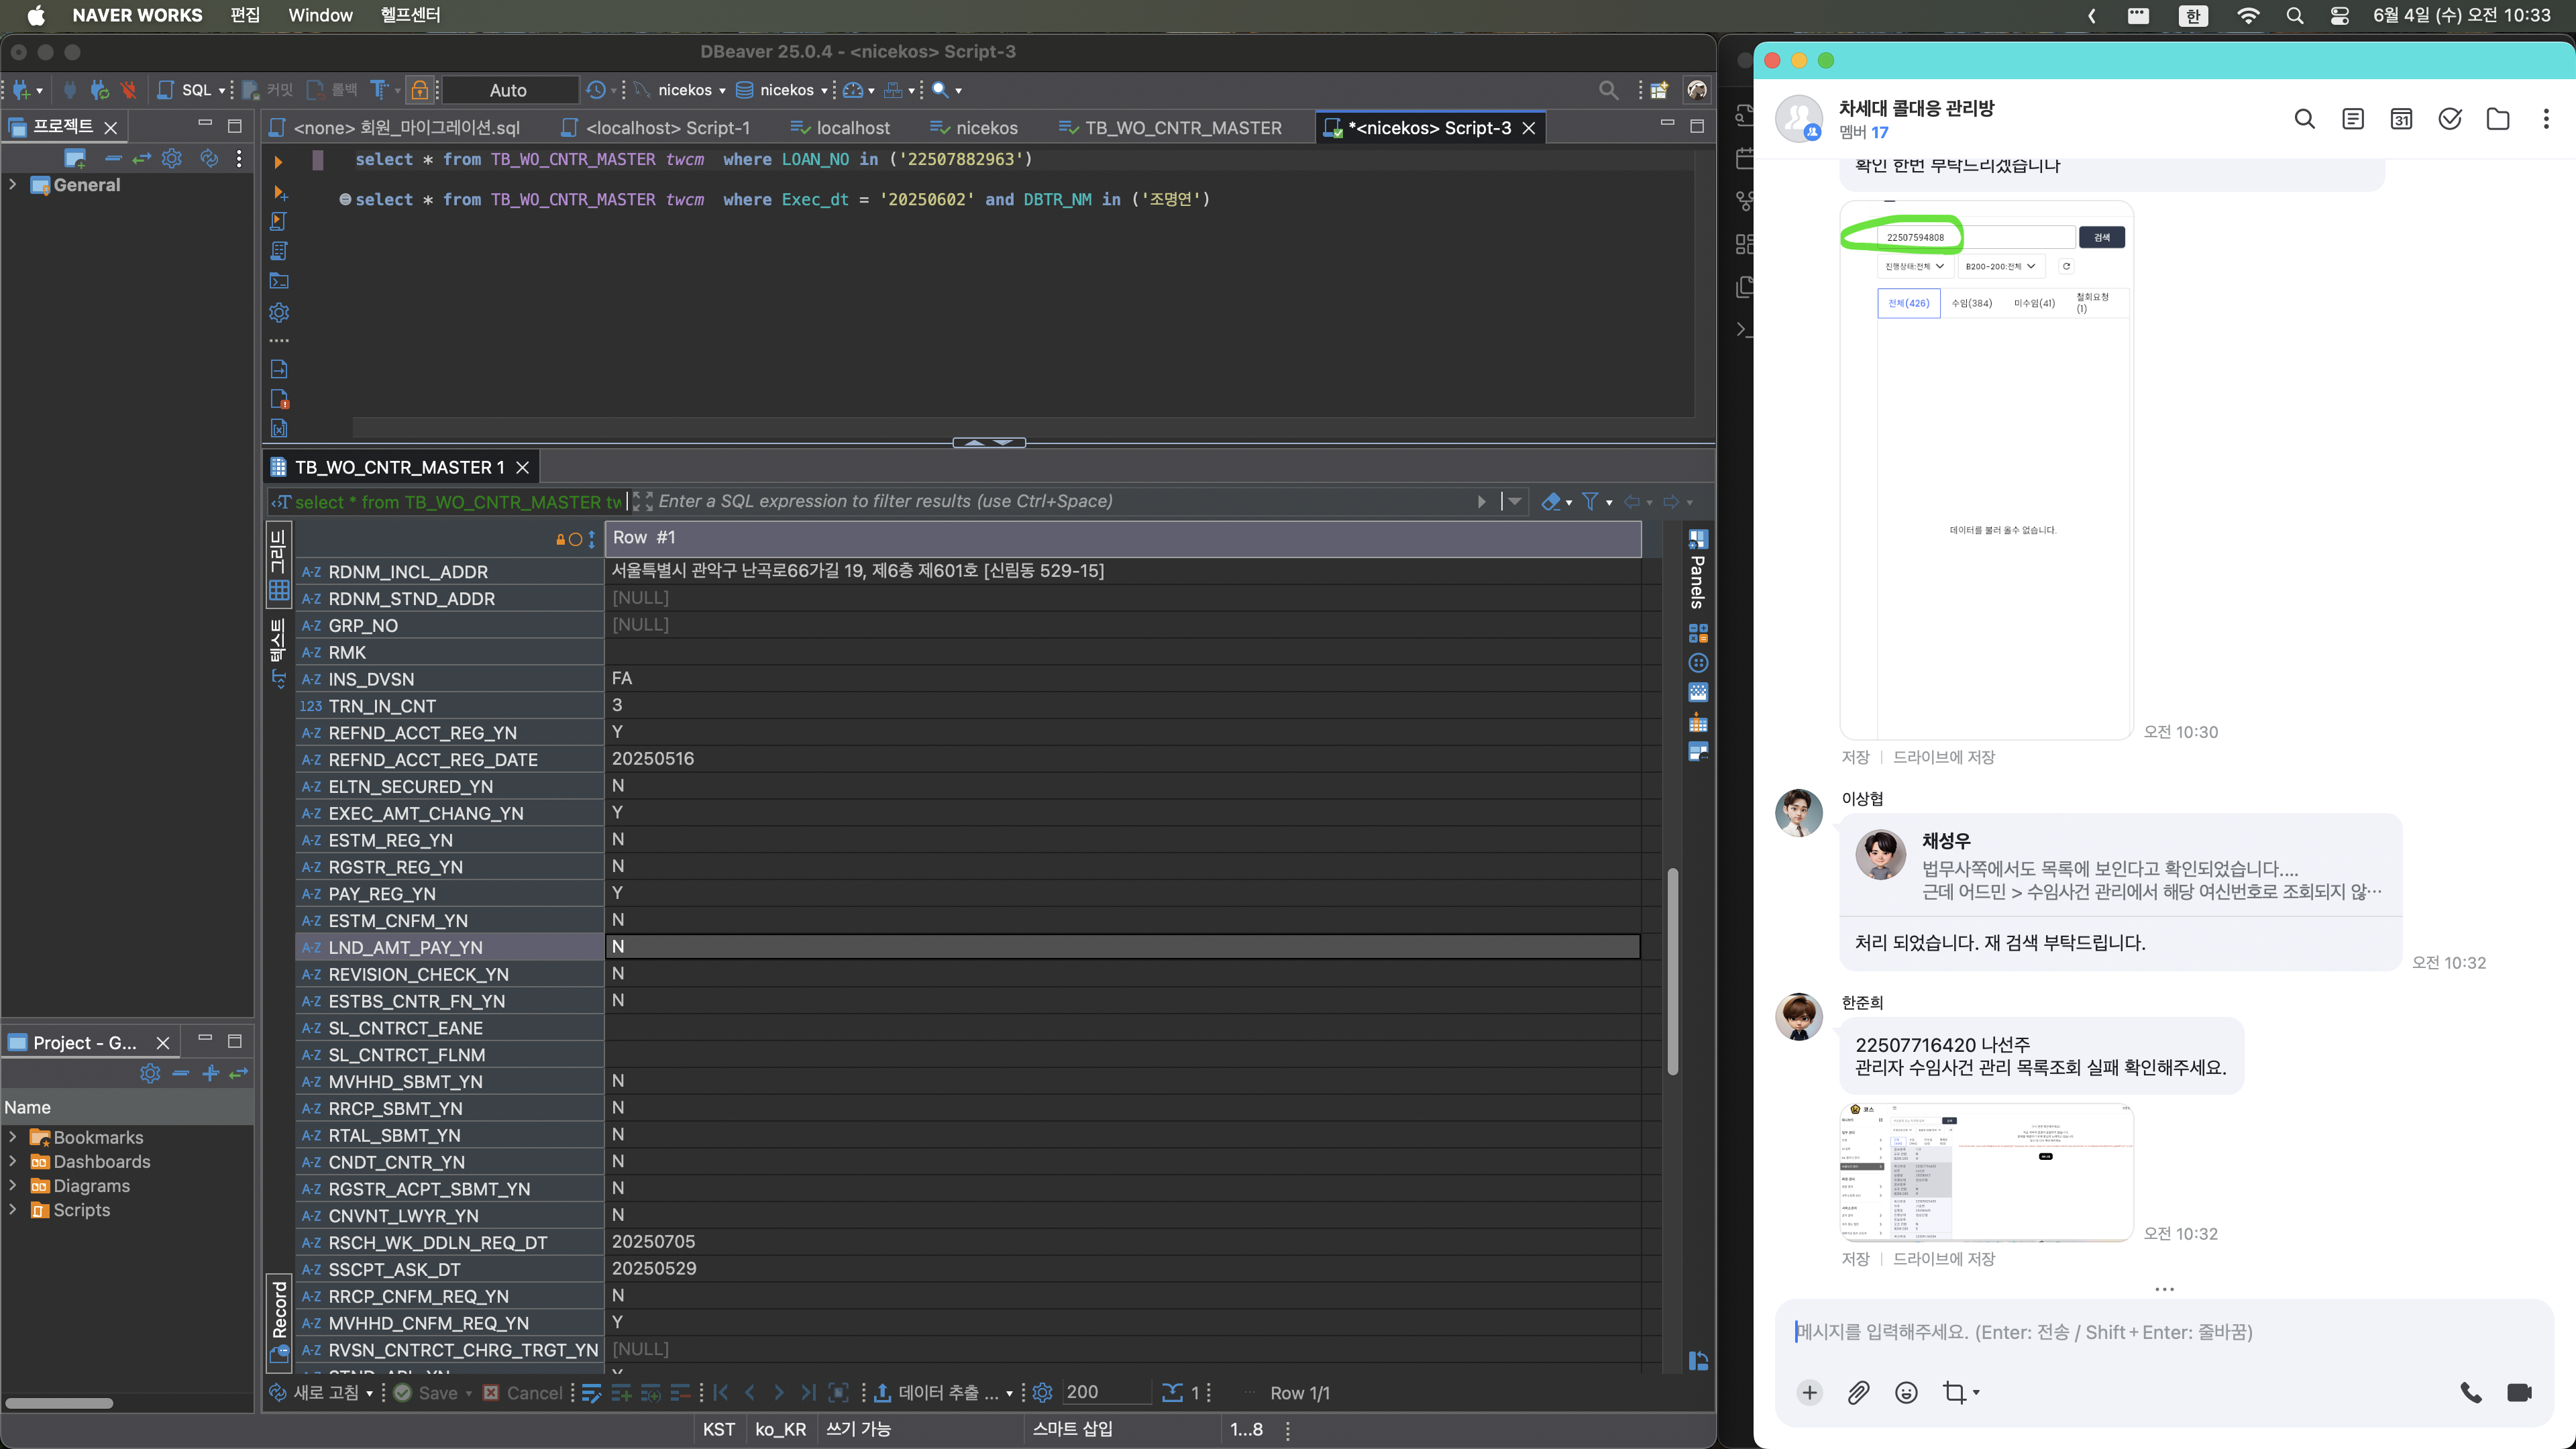 NAVER WORKS 편집 Window 헬프센터
한 6월 4일 (수) 오전 10:33
DBeaver 25.0.4 - <nicekos> Script-3
SQL 커밋 롤백 Auto nicekos nicekos
프로젝트
General
<none> 회원_마이그레이션.sql <localhost> Script-1 localhost nicekos TB_WO_CNTR_MASTER *<nicekos> Script-3
select * from TB_WO_CNTR_MASTER twcm where LOAN_NO in ('22507882963')
select * from TB_WO_CNTR_MASTER twcm where Exec_dt = '20250602' and DBTR_NM in ('조명연')
TB_WO_CNTR_MASTER 1
select * from TB_WO_CNTR_MASTER tw Enter a SQL expression to filter results (use Ctrl+Space)
그리드
텍스트
Record
Panels
Row #1
RDNM_INCL_ADDR 서울특별시 관악구 난곡로66가길 19, 제6층 제601호 [신림동 529-15]
RDNM_STND_ADDR [NULL]
GRP_NO [NULL]
RMK
INS_DVSN FA
123 TRN_IN_CNT 3
REFND_ACCT_REG_YN Y
REFND_ACCT_REG_DATE 20250516
ELTN_SECURED_YN N
EXEC_AMT_CHANG_YN Y
ESTM_REG_YN N
RGSTR_REG_YN N
PAY_REG_YN Y
ESTM_CNFM_YN N
LND_AMT_PAY_YN N
REVISION_CHECK_YN N
ESTBS_CNTR_FN_YN N
SL_CNTRCT_EANE
SL_CNTRCT_FLNM
MVHHD_SBMT_YN N
RRCP_SBMT_YN N
RTAL_SBMT_YN N
CNDT_CNTR_YN N
RGSTR_ACPT_SBMT_YN N
CNVNT_LWYR_YN N
RSCH_WK_DDLN_REQ_DT 20250705
SSCPT_ASK_DT 20250529
RRCP_CNFM_REQ_YN N
MVHHD_CNFM_REQ_YN Y
RVSN_CNTRCT_CHRG_TRGT_YN [NULL]
새로 고침 Save Cancel 데이터 추출 ... 200 1 Row 1/1
KST ko_KR 쓰기 가능 스마트 삽입 1...8
Project - G...
Name
Bookmarks
Dashboards
Diagrams
Scripts
차세대 콜대응 관리방
멤버 17
31
확인 한번 부탁드리겠습니다
22507594808 검색
진행상태:전체 B200-200:전체
전체(426) 수임(384) 미수임(41) 철회요청
(1)
데이터를 불러 올수 없습니다.
오전 10:30
저장 | 드라이브에 저장
이상협
채성우
법무사쪽에서도 목록에 보인다고 확인되었습니다....
근데 어드민 > 수임사건 관리에서 해당 여신번호로 조회되지 않…
처리 되었습니다. 재 검색 부탁드립니다.
오전 10:32
한준희
22507716420 나선주
관리자 수임사건 관리 목록조회 실패 확인해주세요.
코스
오전 10:32
저장 | 드라이브에 저장
메시지를 입력해주세요. (Enter: 전송 / Shift + Enter: 줄바꿈)